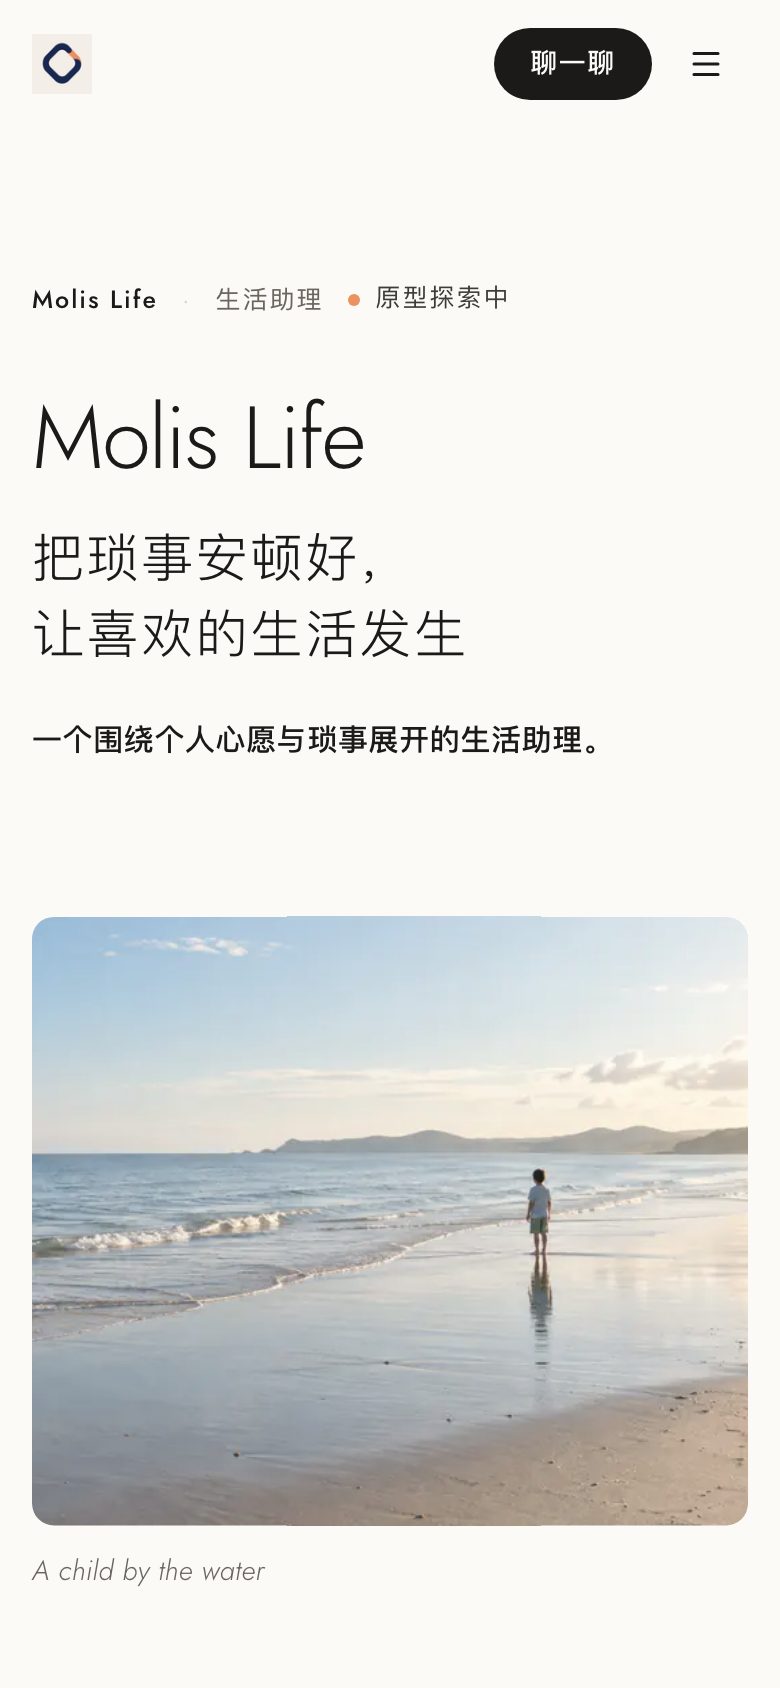 聊一聊
Molis Life · 生活助理 ● 原型探索中
Molis Life
把琐事安顿好,
让喜欢的生活发生
一个围绕个人心愿与琐事展开的生活助理。
A child by the water